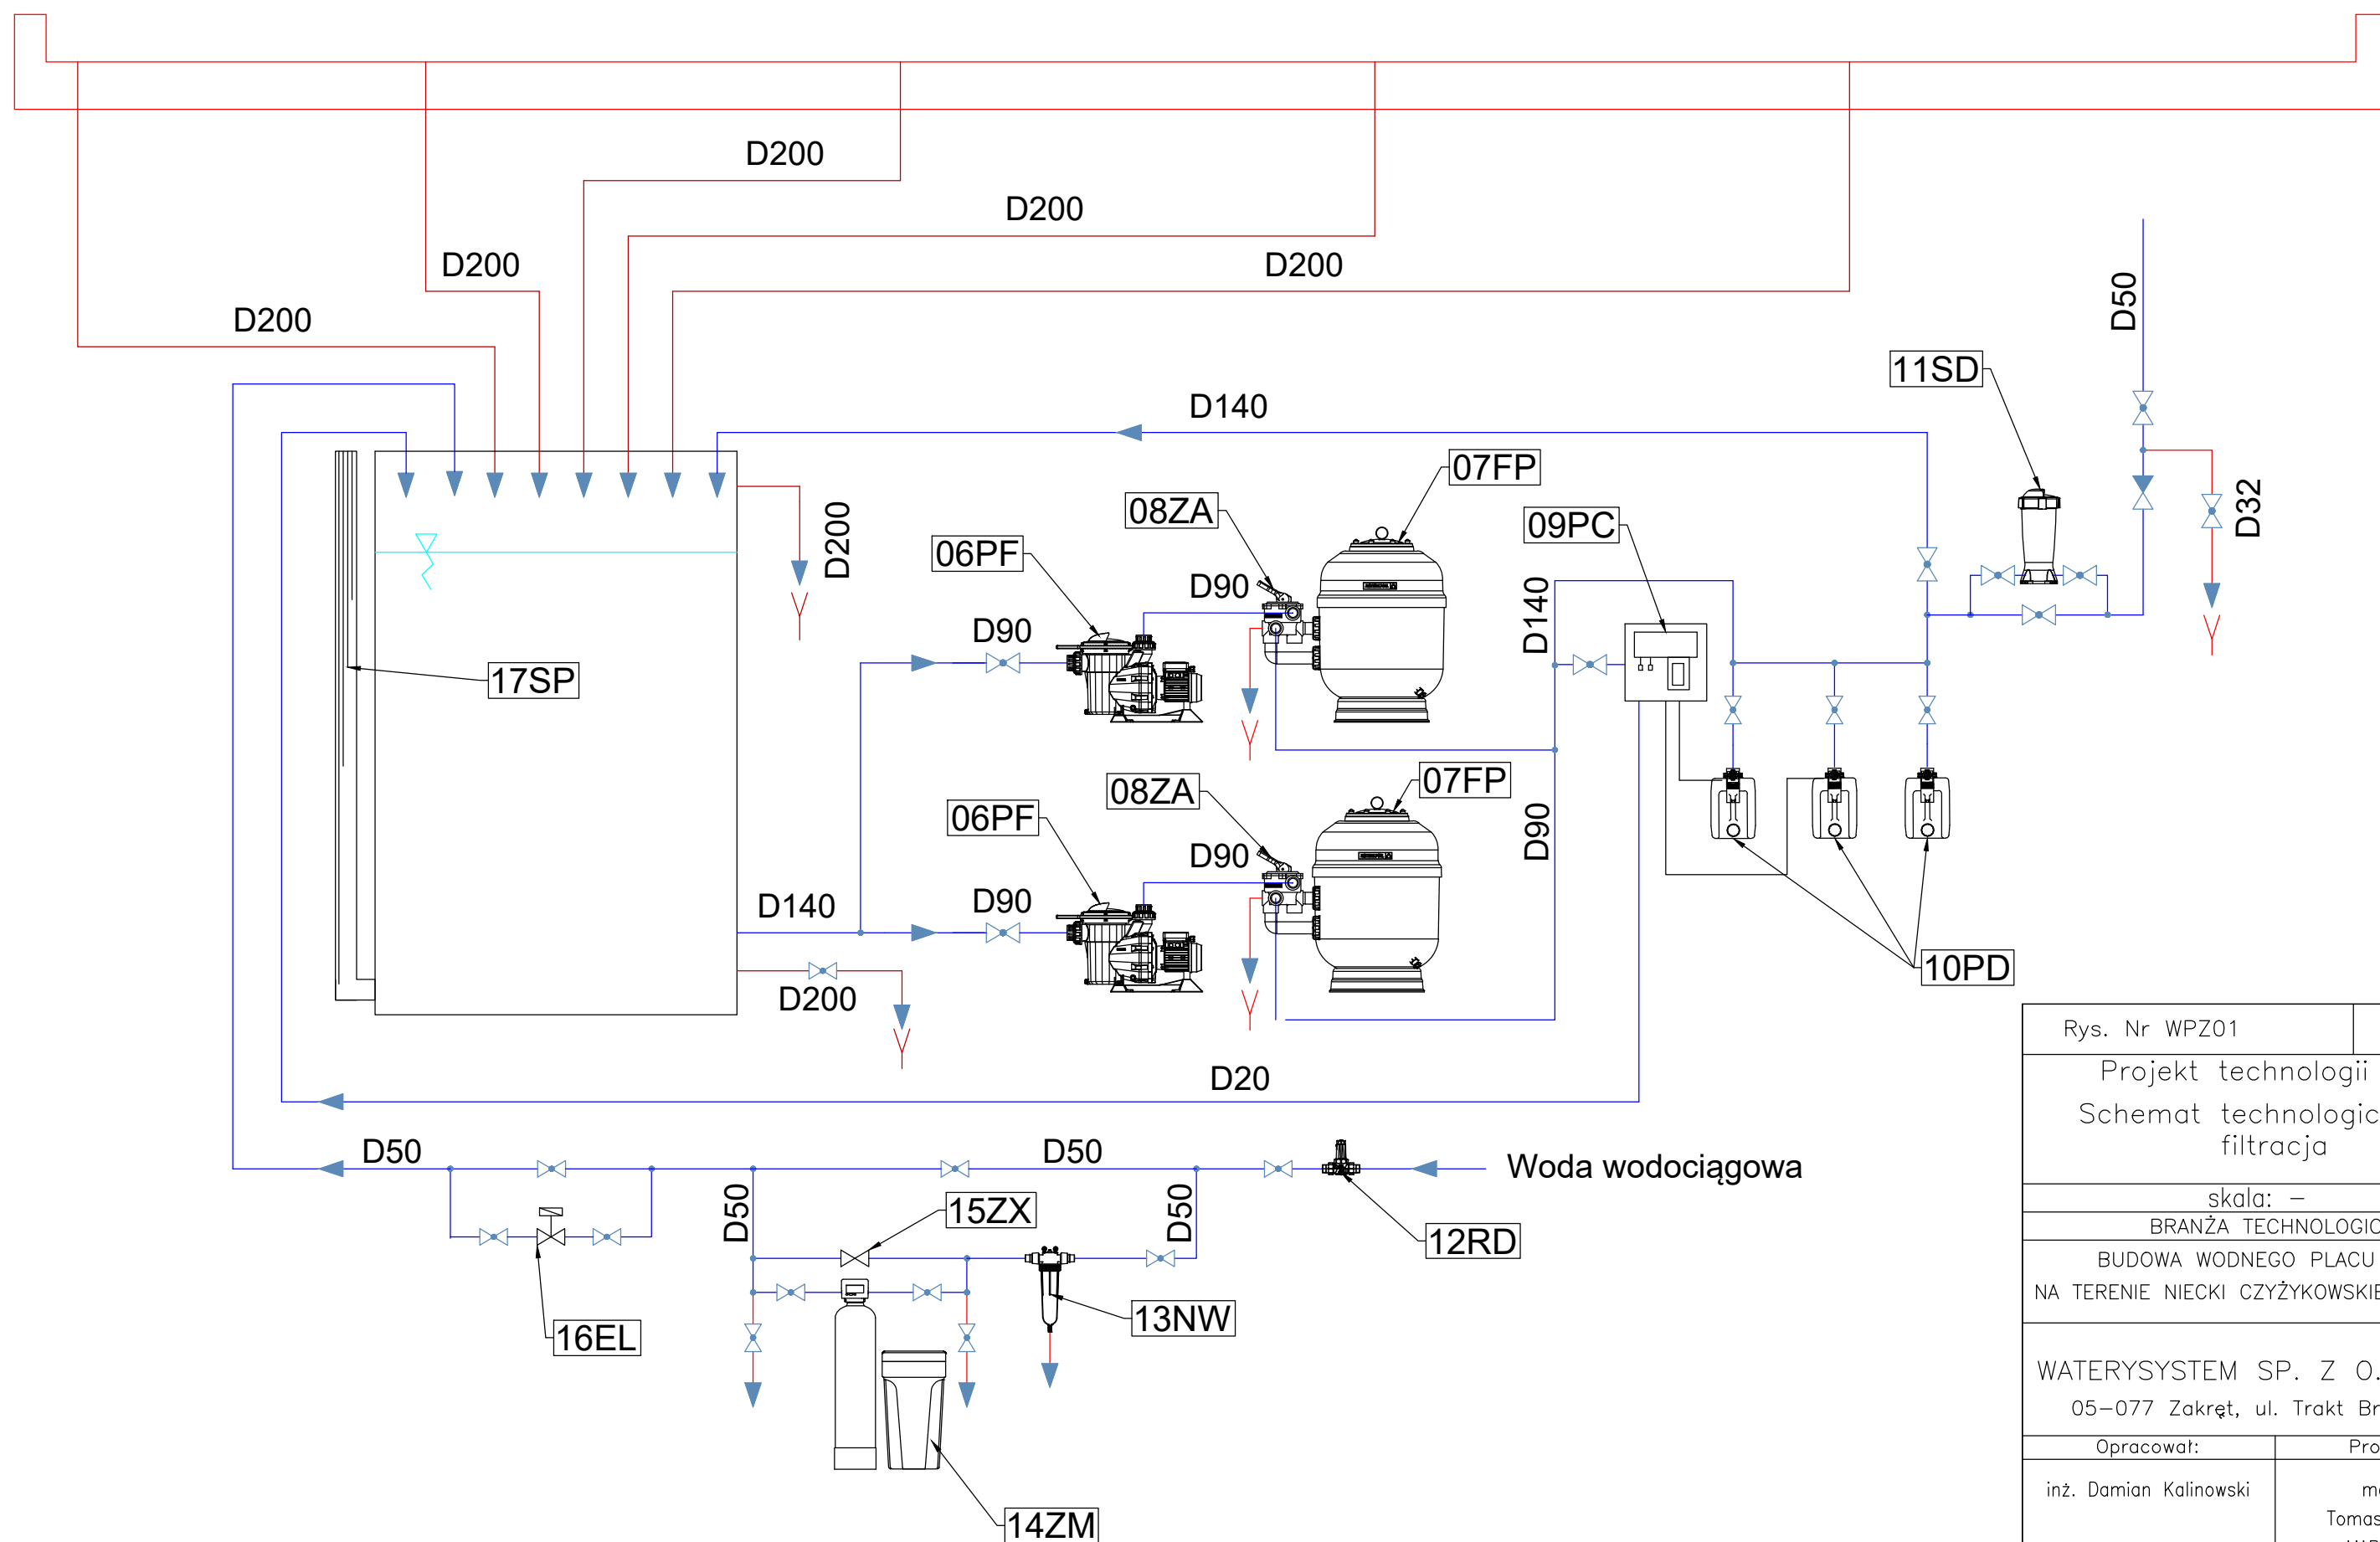 D200
D200
D200
D200
D200
D50
11SD
D140
07FP
08ZA
09PC
D200
D32
06PF
D90
D140
D90
17SP
07FP
08ZA
06PF
D90
D90
D140
D90
10PD
D200
D20
D50
D50
Woda wodociągowa
D50
D50
15ZX
12RD
13NW
16EL
14ZM
Rys. Nr WPZ01
Projekt technologii
Schemat technologic
filtracja
skala: –
BRANŻA TECHNOLOGIC
BUDOWA WODNEGO PLACU
NA TERENIE NIECKI CZYŻYKOWSKIE
WATERYSYSTEM SP. Z O.
05–077 Zakręt, ul. Trakt Br
Opracował:
Pro
inż. Damian Kalinowski
Tomas